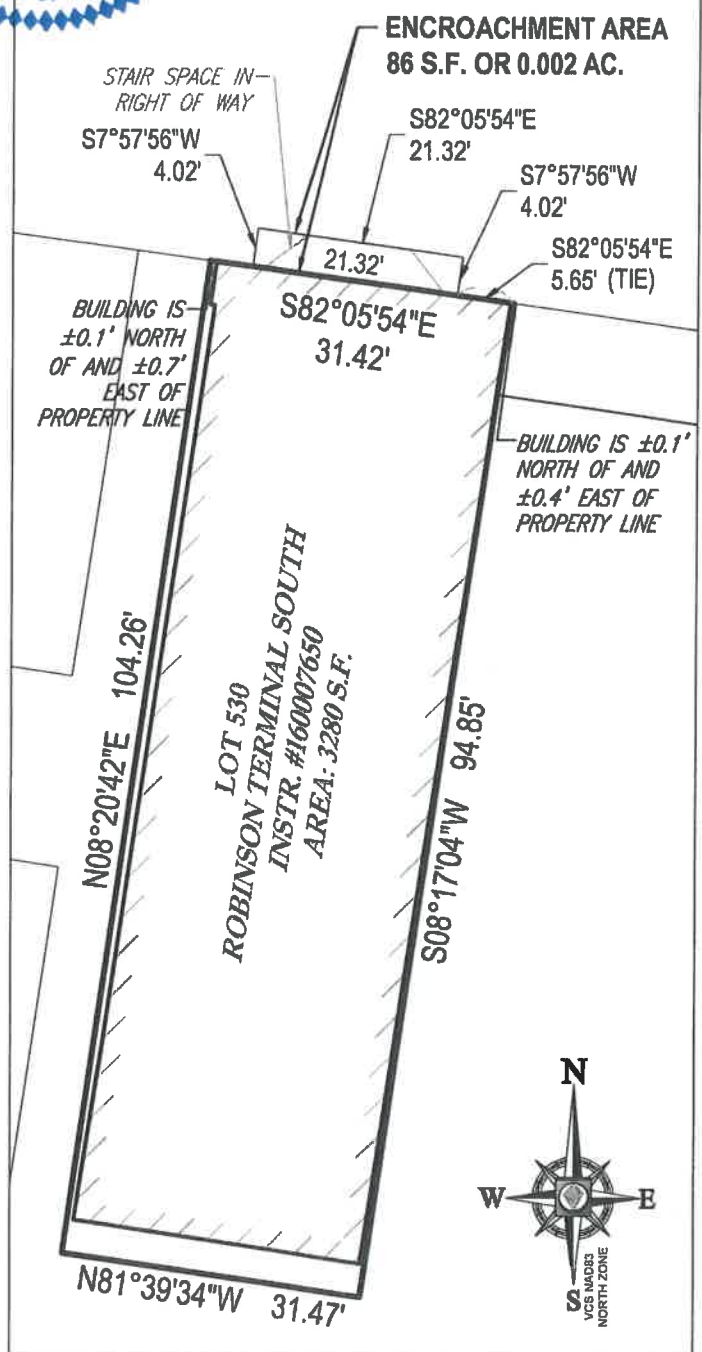 ENCROACHMENT AREA
86 S.F. OR 0.002 AC.
STAIR SPACE IN
RIGHT OF WAY
S7°57'56"W
4.02'
S82°05'54"E
21.32'
S7°57'56"W
4.02'
S82°05'54"E
5.65' (TIE)
21.32'
S82°05'54"E
31.42'
BUILDING IS
±0.1' NORTH
OF AND ±0.7'
EAST OF
PROPERTY LINE
BUILDING IS ±0.1'
NORTH OF AND
±0.4' EAST OF
PROPERTY LINE
N08°20'42"E 104.26'
LOT 530
ROBINSON TERMINAL SOUTH
INSTR. #160007650
AREA: 3280 S.F.
S08°17'04"W 94.85'
N81°39'34"W 31.47'
N
W
E
S
VCS NAD83
NORTH ZONE